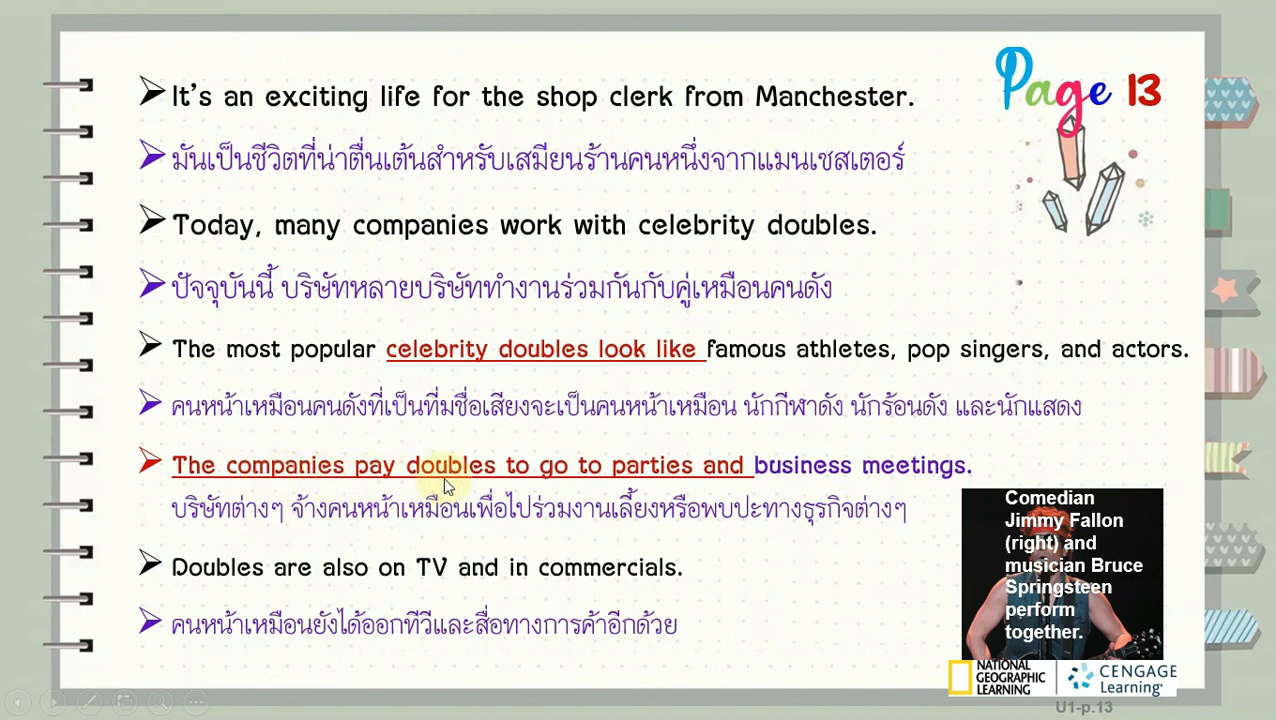 Page 13
It's an exciting life for the shop clerk from Manchester.
มันเป็นชีวิตที่น่าตื่นเต้นสำหรับเสมียนร้านคนหนึ่งจากแมนเชสเตอร์
Today, many companies work with celebrity doubles.
ปัจจุบันนี้ บริษัทหลายบริษัททำงานร่วมกันกับคู่เหมือนคนดัง
The most popular celebrity doubles look like famous athletes, pop singers, and actors.
คนหน้าเหมือนคนดังที่เป็นที่มชื่อเสียงจะเป็นคนหน้าเหมือน นักกีฬาดัง นักร้อนดัง และนักแสดง
The companies pay doubles to go to parties and business meetings.
บริษัทต่างๆ จ้างคนหน้าเหมือนเพื่อไปร่วมงานเลี้ยงหรือพบปะทางธุรกิจต่างๆ
Doubles are also on TV and in commercials.
คนหน้าเหมือนยังได้ออกทีวีและสื่อทางการค้าอีกด้วย
Comedian
Jimmy Fallon
(right) and
musician Bruce
Springsteen
perform
together.
NATIONAL
GEOGRAPHIC
LEARNING
CENGAGE
Learning
U1-p.13